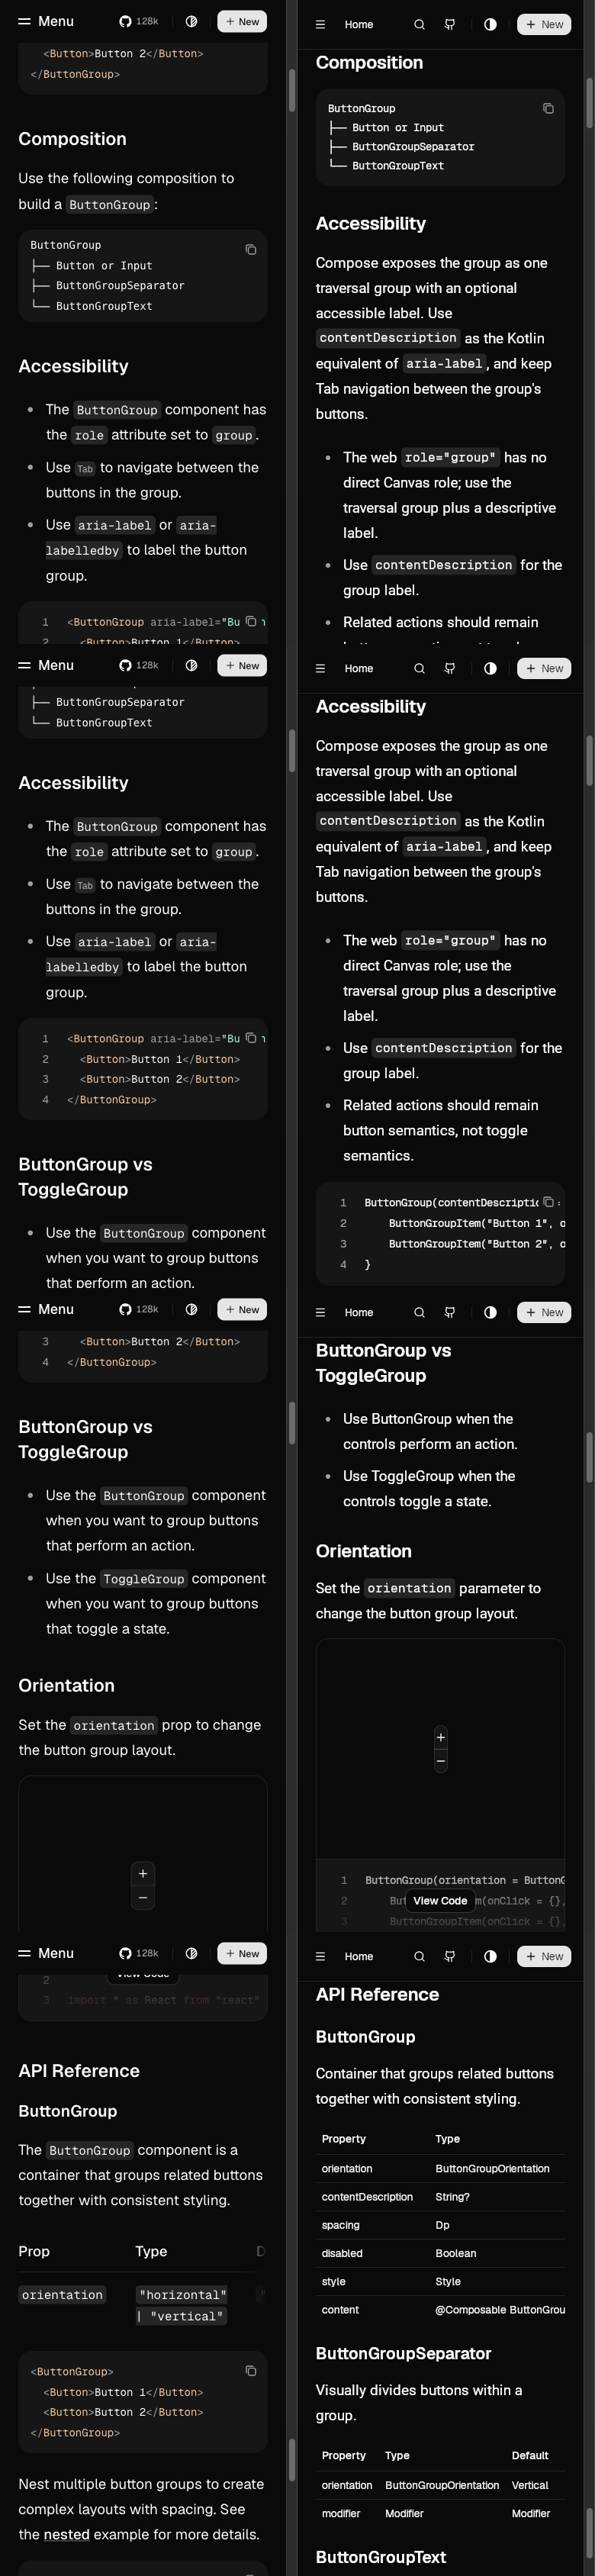 Menu 128k + New
<Button>Button 2</Button>
</ButtonGroup>
Composition
Use the following composition to
build a ButtonGroup:
ButtonGroup
├── Button or Input
├── ButtonGroupSeparator
└── ButtonGroupText
Accessibility
The ButtonGroup component has
the role attribute set to group.
Use Tab to navigate between the
buttons in the group.
Use aria-label or aria-
labelledby to label the button
group.
1 <ButtonGroup aria-label="Bu
2 <Button>Button 1</Button>
Home + New
Composition
ButtonGroup
├── Button or Input
├── ButtonGroupSeparator
└── ButtonGroupText
Accessibility
Compose exposes the group as one
traversal group with an optional
accessible label. Use
contentDescription as the Kotlin
equivalent of aria-label, and keep
Tab navigation between the group's
buttons.
The web role="group" has no
direct Canvas role; use the
traversal group plus a descriptive
label.
Use contentDescription for the
group label.
Related actions should remain
Menu 128k + New
├── ButtonGroupSeparator
└── ButtonGroupText
Accessibility
The ButtonGroup component has
the role attribute set to group.
Use Tab to navigate between the
buttons in the group.
Use aria-label or aria-
labelledby to label the button
group.
1 <ButtonGroup aria-label="Bu
2 <Button>Button 1</Button>
3 <Button>Button 2</Button>
4 </ButtonGroup>
ButtonGroup vs
ToggleGroup
Use the ButtonGroup component
when you want to group buttons
that perform an action.
Home + New
Accessibility
Compose exposes the group as one
traversal group with an optional
accessible label. Use
contentDescription as the Kotlin
equivalent of aria-label, and keep
Tab navigation between the group's
buttons.
The web role="group" has no
direct Canvas role; use the
traversal group plus a descriptive
label.
Use contentDescription for the
group label.
Related actions should remain
button semantics, not toggle
semantics.
1 ButtonGroup(contentDescriptic
2 ButtonGroupItem("Button 1", o
3 ButtonGroupItem("Button 2", o
4 }
Menu 128k + New
3 <Button>Button 2</Button>
4 </ButtonGroup>
ButtonGroup vs
ToggleGroup
Use the ButtonGroup component
when you want to group buttons
that perform an action.
Use the ToggleGroup component
when you want to group buttons
that toggle a state.
Orientation
Set the orientation prop to change
the button group layout.
+
−
Home + New
ButtonGroup vs
ToggleGroup
Use ButtonGroup when the
controls perform an action.
Use ToggleGroup when the
controls toggle a state.
Orientation
Set the orientation parameter to
change the button group layout.
+
−
1 ButtonGroup(orientation = ButtonG
2 But View Code m(onClick = {},
3 ButtonGroupItem(onClick = {},
Menu 128k + New
2 View Code
3 import * as React from "react"
API Reference
ButtonGroup
The ButtonGroup component is a
container that groups related buttons
together with consistent styling.
Prop Type D
orientation "horizontal"
| "vertical"
<ButtonGroup>
<Button>Button 1</Button>
<Button>Button 2</Button>
</ButtonGroup>
Nest multiple button groups to create
complex layouts with spacing. See
the nested example for more details.
Home + New
API Reference
ButtonGroup
Container that groups related buttons
together with consistent styling.
Property Type
orientation ButtonGroupOrientation
contentDescription String?
spacing Dp
disabled Boolean
style Style
content @Composable ButtonGrou
ButtonGroupSeparator
Visually divides buttons within a
group.
Property Type Default
orientation ButtonGroupOrientation Vertical
modifier Modifier Modifier
ButtonGroupText